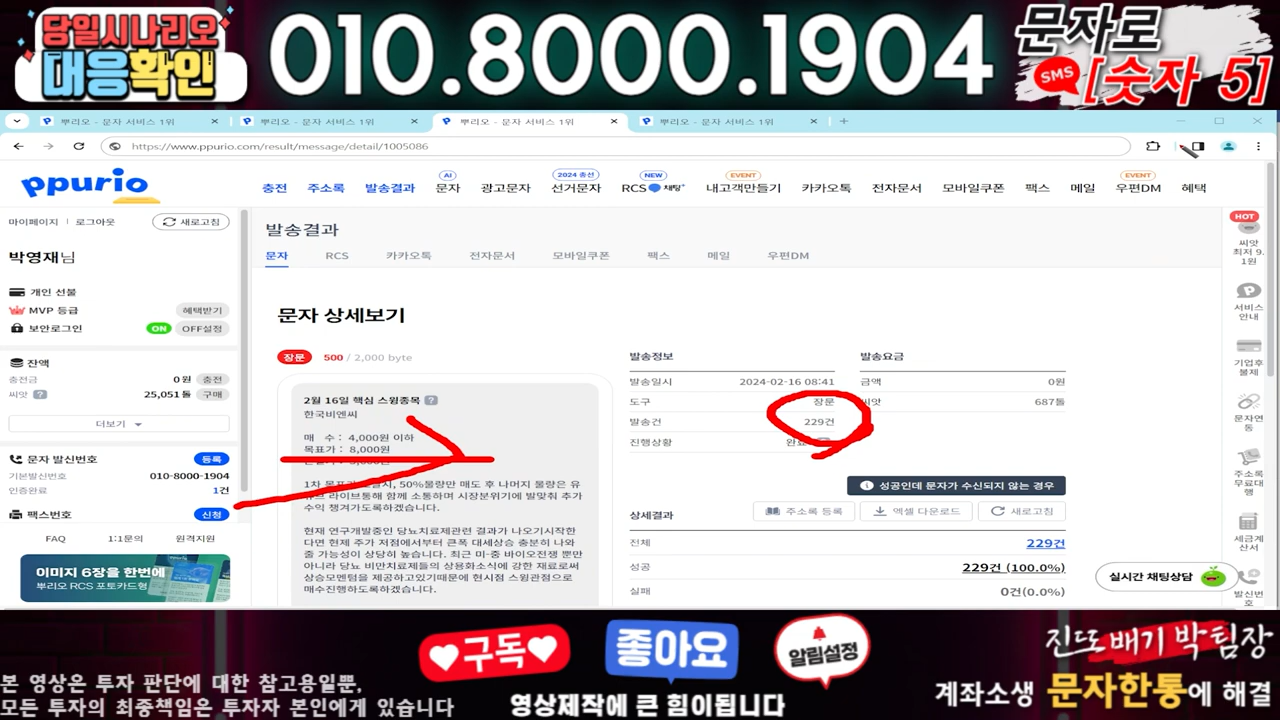 당일시나리오
대응확인
010.8000.1904
문자로
SMS
[숫자 5]
뿌리오 - 문자 서비스 1위
뿌리오 - 문자 서비스 1위
뿌리오 - 문자 서비스 1위
뿌리오 - 문자 서비스 1위
https://www.ppurio.com/result/message/detail/1005086
ppurio
충전
주소록
발송결과
AI
문자
광고문자
2024 총선
선거문자
NEW
RCS 채팅+
EVENT
내고객만들기
카카오톡
전자문서
모바일쿠폰
팩스
메일
EVENT
우편DM
혜택
마이페이지 | 로그아웃
새로고침
박영재님
개인 선불
MVP 등급
혜택받기
보안로그인
ON
OFF설정
잔액
충전금
0원
충전
씨앗 ?
25,051톨
구매
더보기
문자 발신번호
등록
기본발신번호
010-8000-1904
인증완료
1건
팩스번호
신청
FAQ
1:1문의
원격지원
이미지 6장을 한번에
뿌리오 RCS 포토카드형
발송결과
문자
RCS
카카오톡
전자문서
모바일쿠폰
팩스
메일
우편DM
문자 상세보기
장문
500 / 2,000 byte
2월 16일 핵심 스윙종목 ?
한국비엔씨
매 수 : 4,000원 이하
목표가 : 8,000원
1차 목표가
시, 50%물량만 매도 후 나머지 물량은 유
브 라이브통해 함께 소통하며 시장분위기에 발맞춰 추가
수익 챙겨가도록하겠습니다.
현재 연구개발중인 당뇨치료제관련 결과가 나오기시작한
다면 현재 주가 저점에서부터 큰폭 대세상승 충분히 나와
줄 가능성이 상당히 높습니다. 최근 미·중 바이오전쟁 뿐만
아니라 당뇨 비만치료제들의 상용화소식에 강한 재료로써
상승모멘텀을 제공하고있기때문에 현시점 스윙관점으로
매수진행하도록하겠습니다.
발송정보
발송일시
2024-02-16 08:41
도구
장문
발송건
229건
진행상황
완료
발송요금
금액
0원
씨앗
687톨
성공인데 문자가 수신되지 않는 경우
상세결과
주소록 등록
엑셀 다운로드
새로고침
전체
229건
성공
229건 (100.0%)
실패
0건(0.0%)
HOT
씨앗
최저 9.
1원
서비스
안내
기업후
불제
문자연
동
주소록
무료대
행
세금계
산서
발신번
호
실시간 채팅상담
구독
좋아요
알림설정
영상제작에 큰 힘이됩니다
본 영상은 투자 판단에 대한 참고용일뿐,
모든 투자의 최종책임은 투자자 본인에게 있습니다
진또배기 박팀장
계좌소생 문자한통에 해결